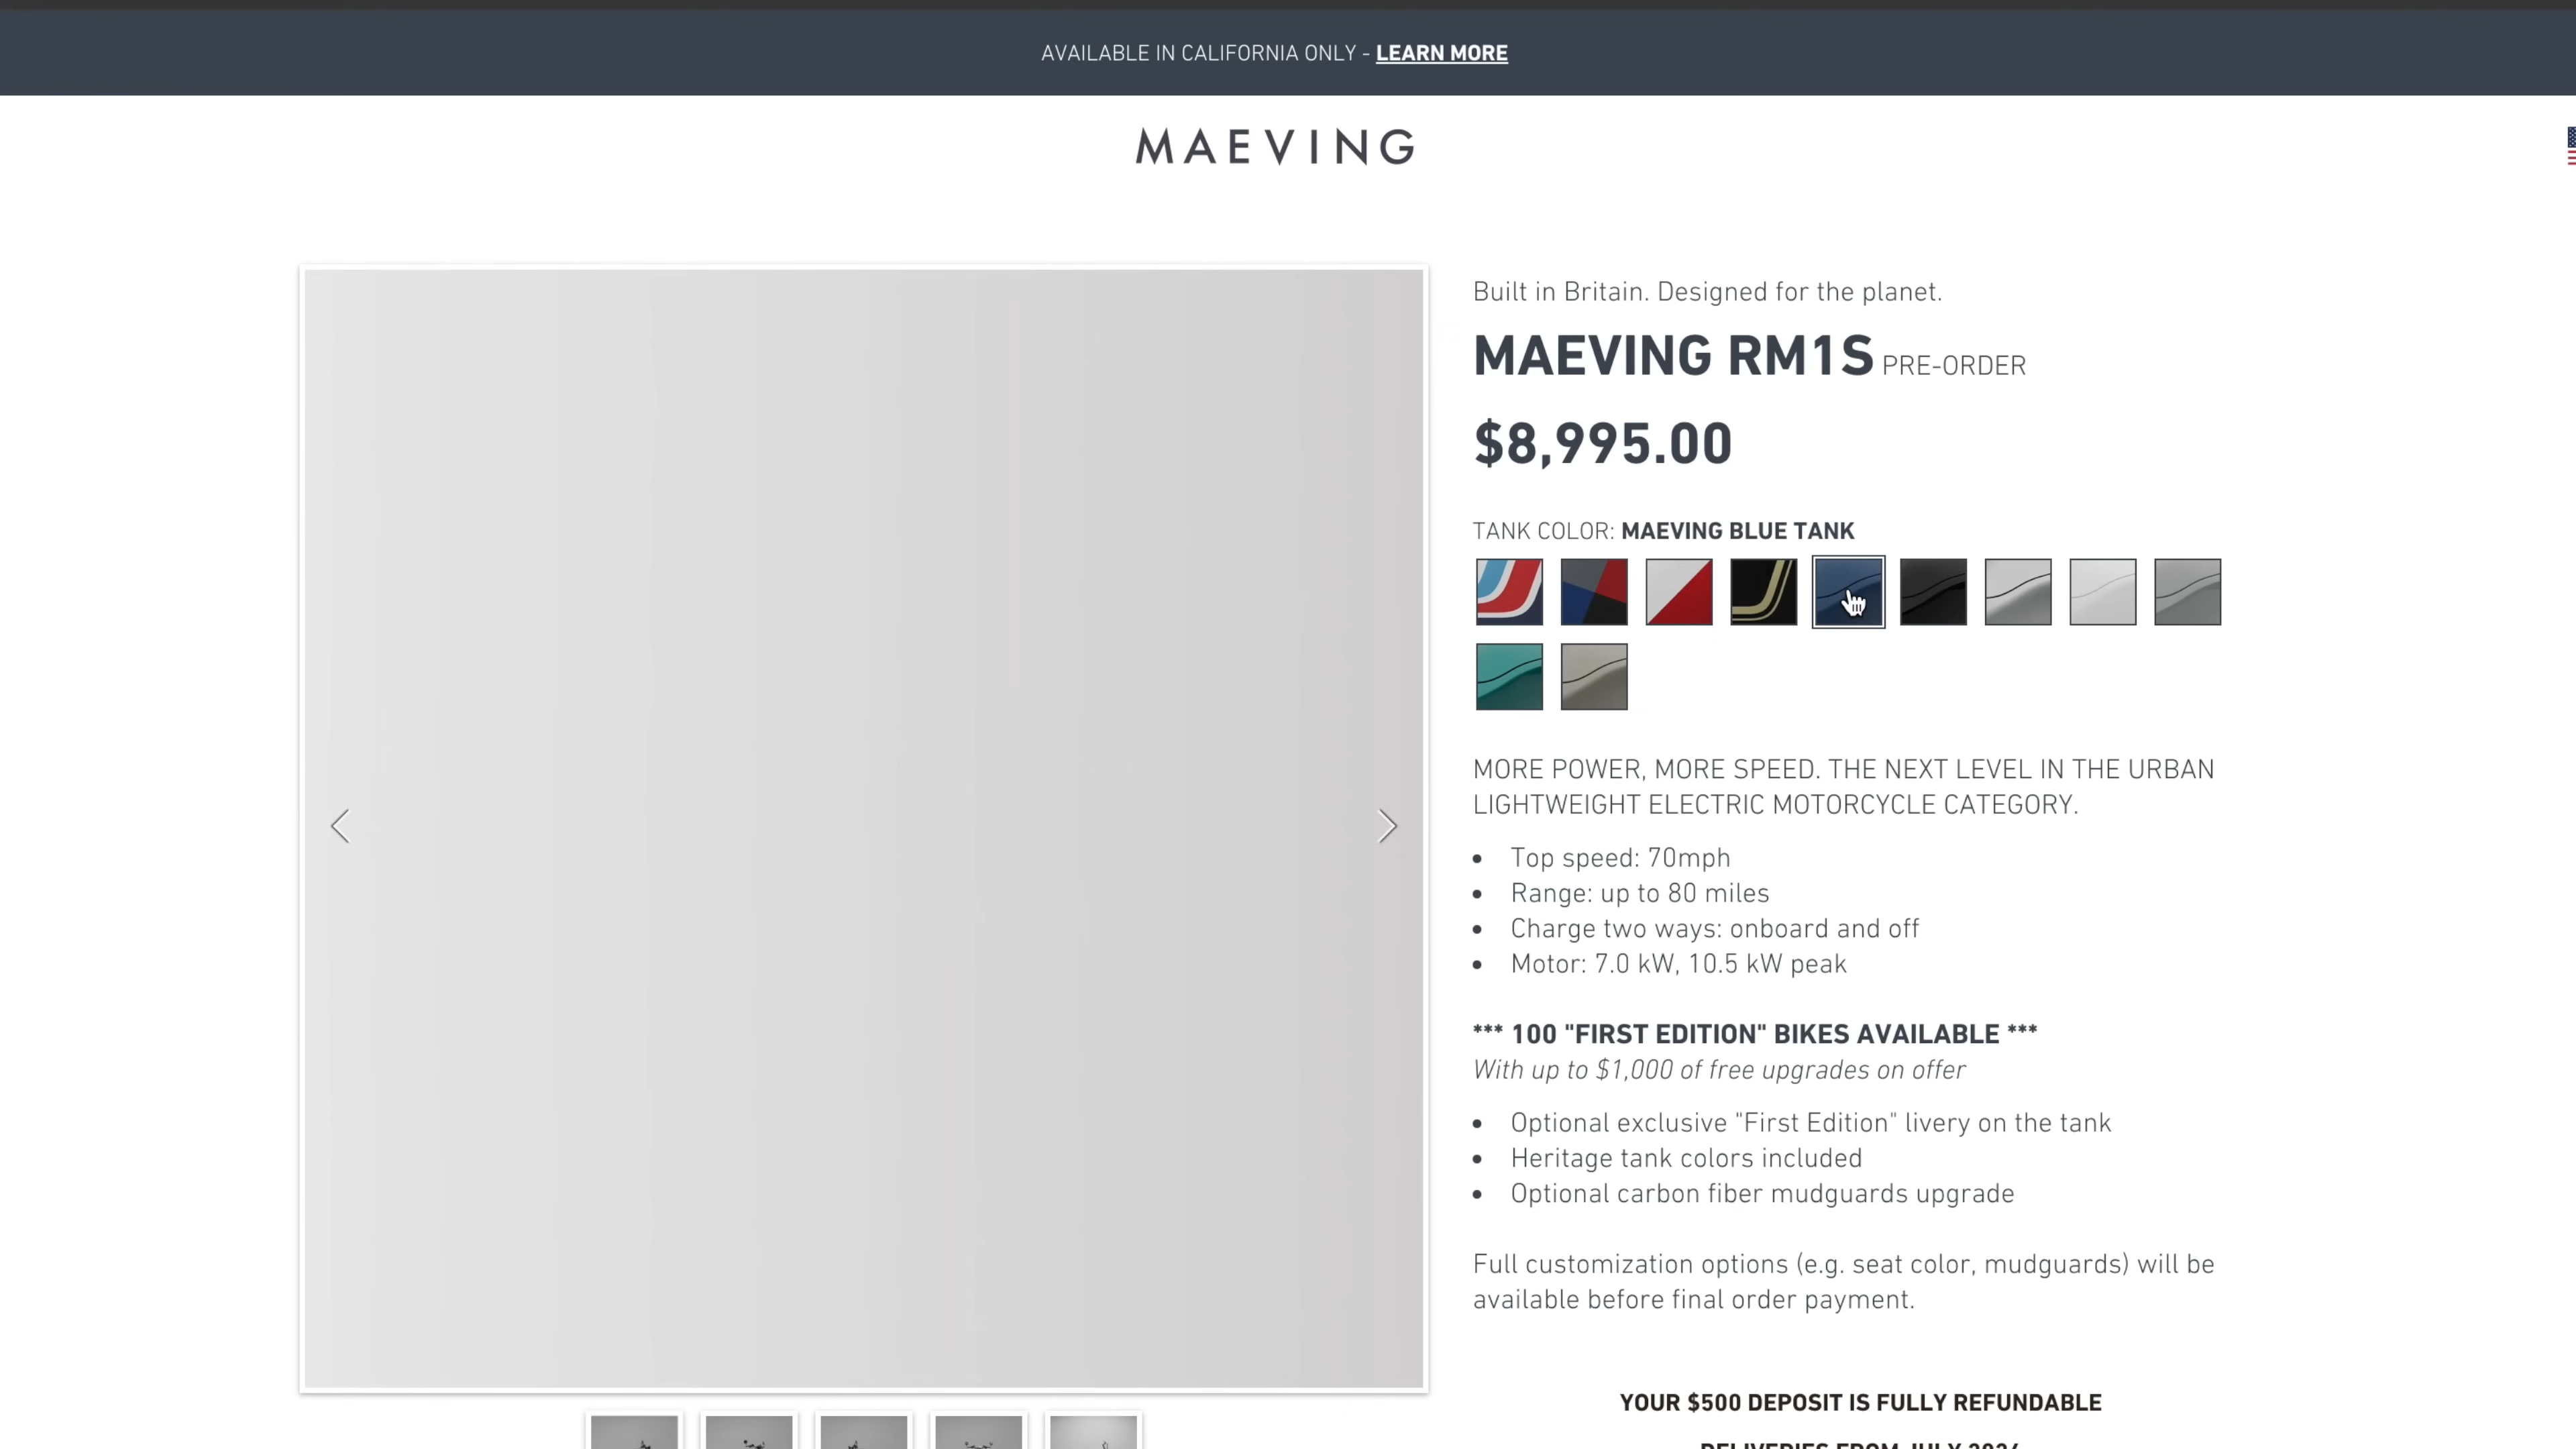 AVAILABLE IN CALIFORNIA ONLY - LEARN MORE
MAEVING
Built in Britain. Designed for the planet.
MAEVING RM1S PRE-ORDER
$8,995.00
TANK COLOR: MAEVING BLUE TANK
MORE POWER, MORE SPEED. THE NEXT LEVEL IN THE URBAN
LIGHTWEIGHT ELECTRIC MOTORCYCLE CATEGORY.
• Top speed: 70mph
• Range: up to 80 miles
• Charge two ways: onboard and off
• Motor: 7.0 kW, 10.5 kW peak
*** 100 "FIRST EDITION" BIKES AVAILABLE ***
With up to $1,000 of free upgrades on offer
• Optional exclusive "First Edition" livery on the tank
• Heritage tank colors included
• Optional carbon fiber mudguards upgrade
Full customization options (e.g. seat color, mudguards) will be
available before final order payment.
YOUR $500 DEPOSIT IS FULLY REFUNDABLE
DELIVERIES FROM JULY